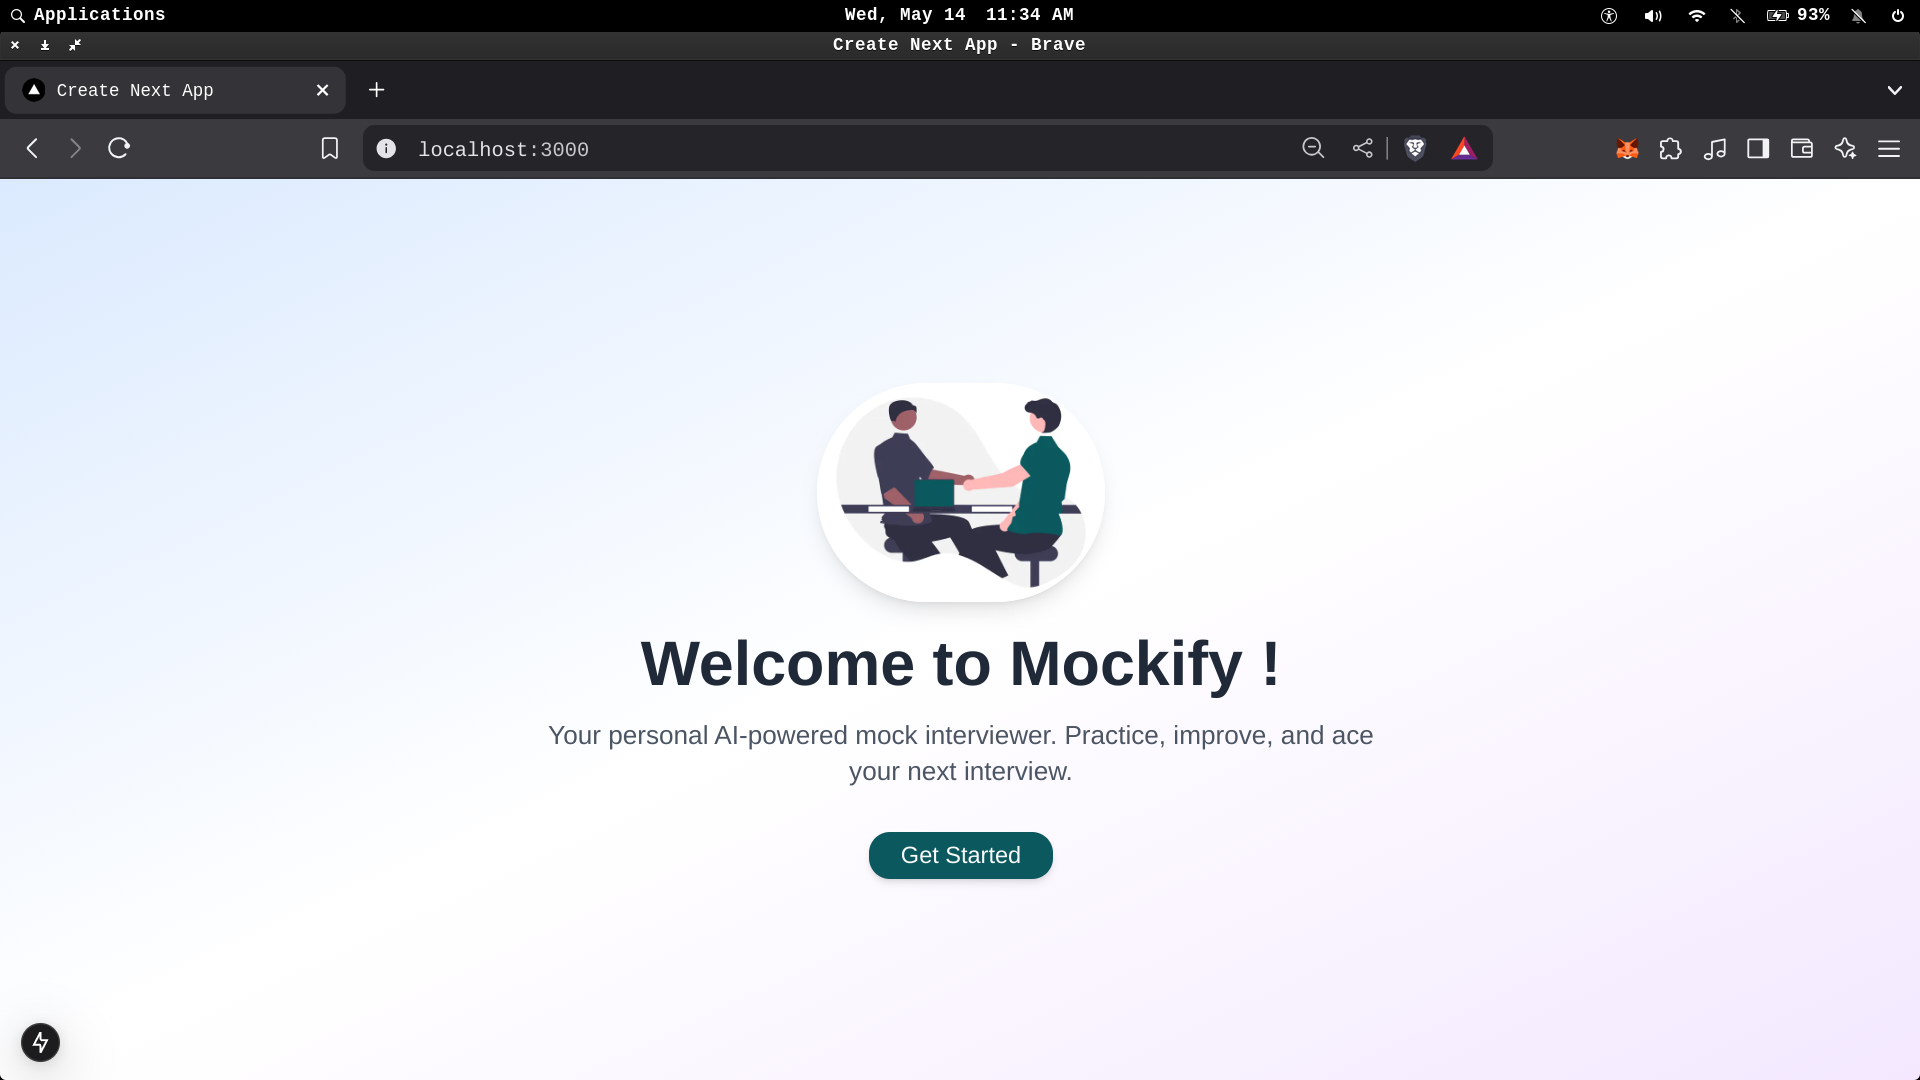 Applications
Wed, May 14  11:34 AM
93%
Create Next App - Brave
Create Next App
localhost:3000
Welcome to Mockify !
Your personal AI-powered mock interviewer. Practice, improve, and ace
your next interview.
Get Started